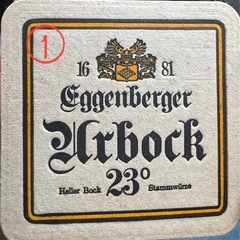 1
16 81
Eggenberger
Urbock
23°
Heller Bock Stammwürze